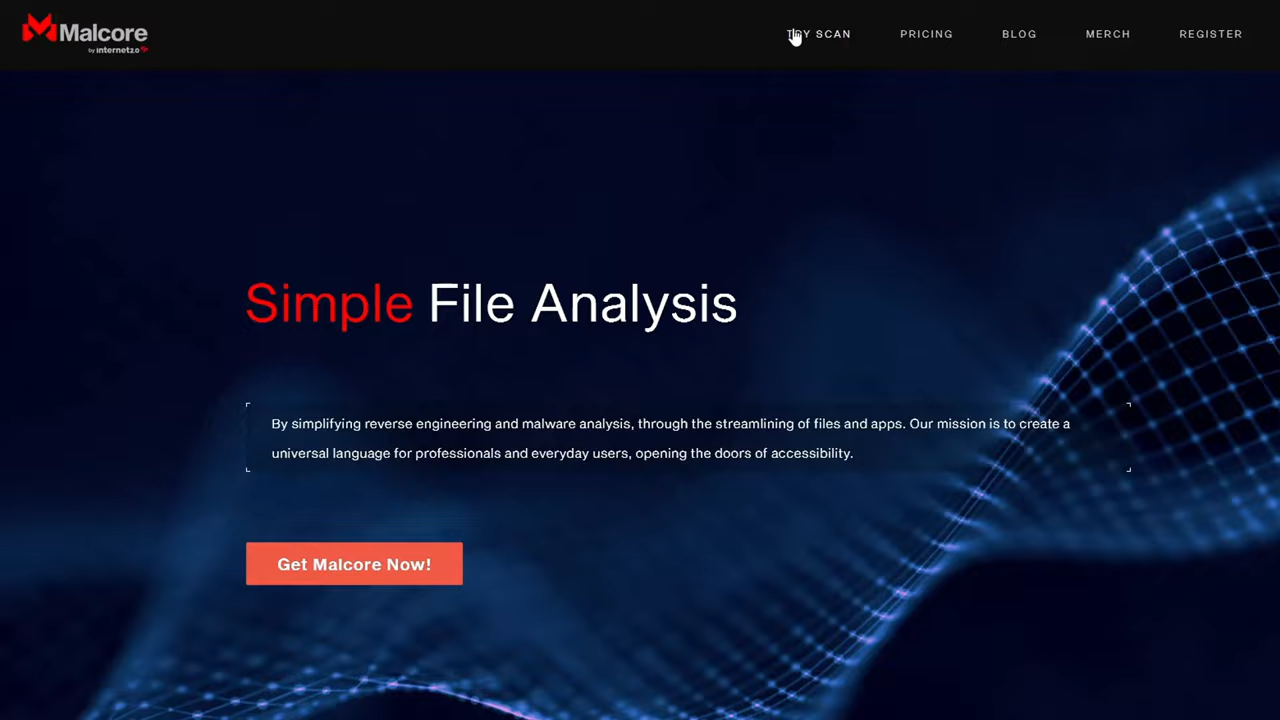 Malcore
by internet2.0
TRY SCAN
PRICING
BLOG
MERCH
REGISTER
Simple File Analysis
By simplifying reverse engineering and malware analysis, through the streamlining of files and apps. Our mission is to create a
universal language for professionals and everyday users, opening the doors of accessibility.
Get Malcore Now!